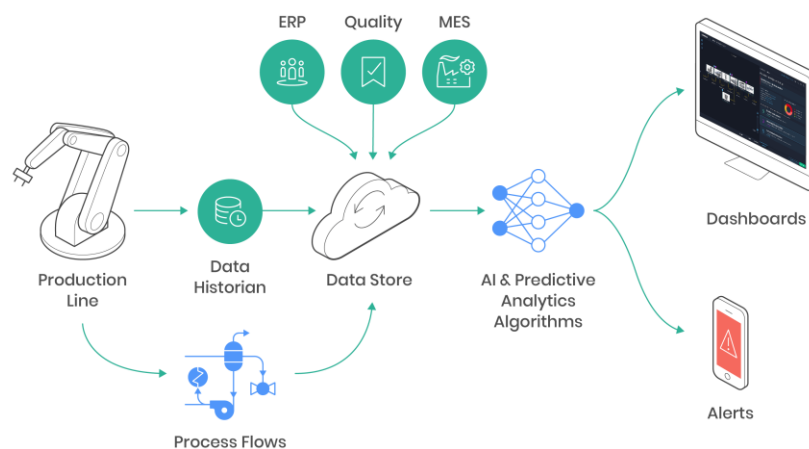 ERP
Quality
MES
Production
Line
Data
Historian
Data Store
AI & Predictive
Analytics
Algorithms
Dashboards
Process Flows
Alerts